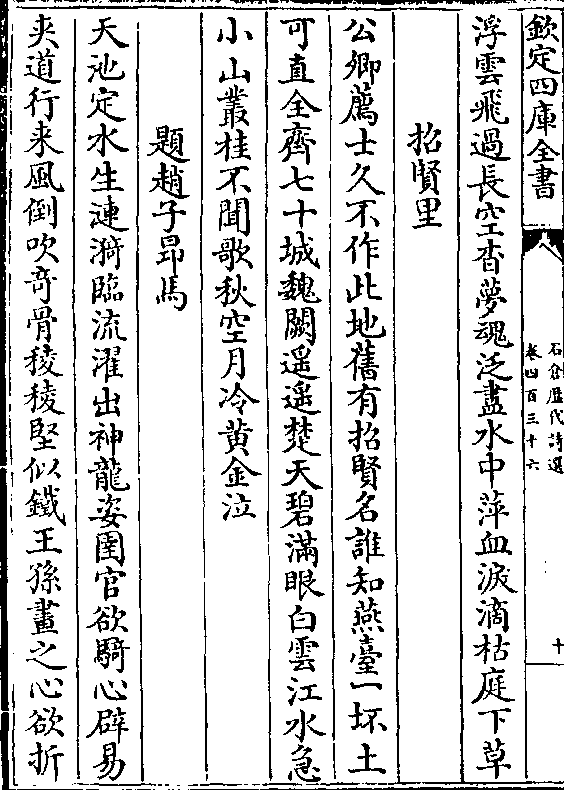 欽定四庫全書
石倉歷代詩選
卷四百三十六
十
浮雲飛過長空杳夢魂泛盡水中萍血淚滴枯庭下草
招賢里
公卿薦士久不作此地舊有招賢名誰知燕臺一坏土
可直全齊七十城魏闕遥遥楚天碧滿眼白雲江水急
小山叢桂不聞歌秋空月冷黄金泣
題趙子昂馬
天池定水生漣漪臨流濯出神龍姿圉官欲騎心辟易
夾道行来風倒吹竒骨稜稜堅似鐵王孫畫之心欲折